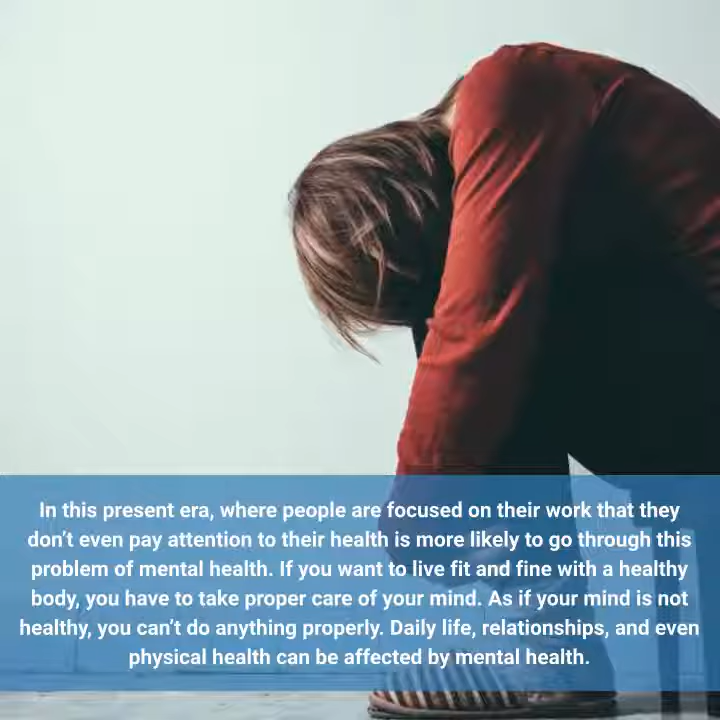 In this present era, where people are focused on their work that they
don’t even pay attention to their health is more likely to go through this
problem of mental health. If you want to live fit and fine with a healthy
body, you have to take proper care of your mind. As if your mind is not
healthy, you can’t do anything properly. Daily life, relationships, and even
physical health can be affected by mental health.